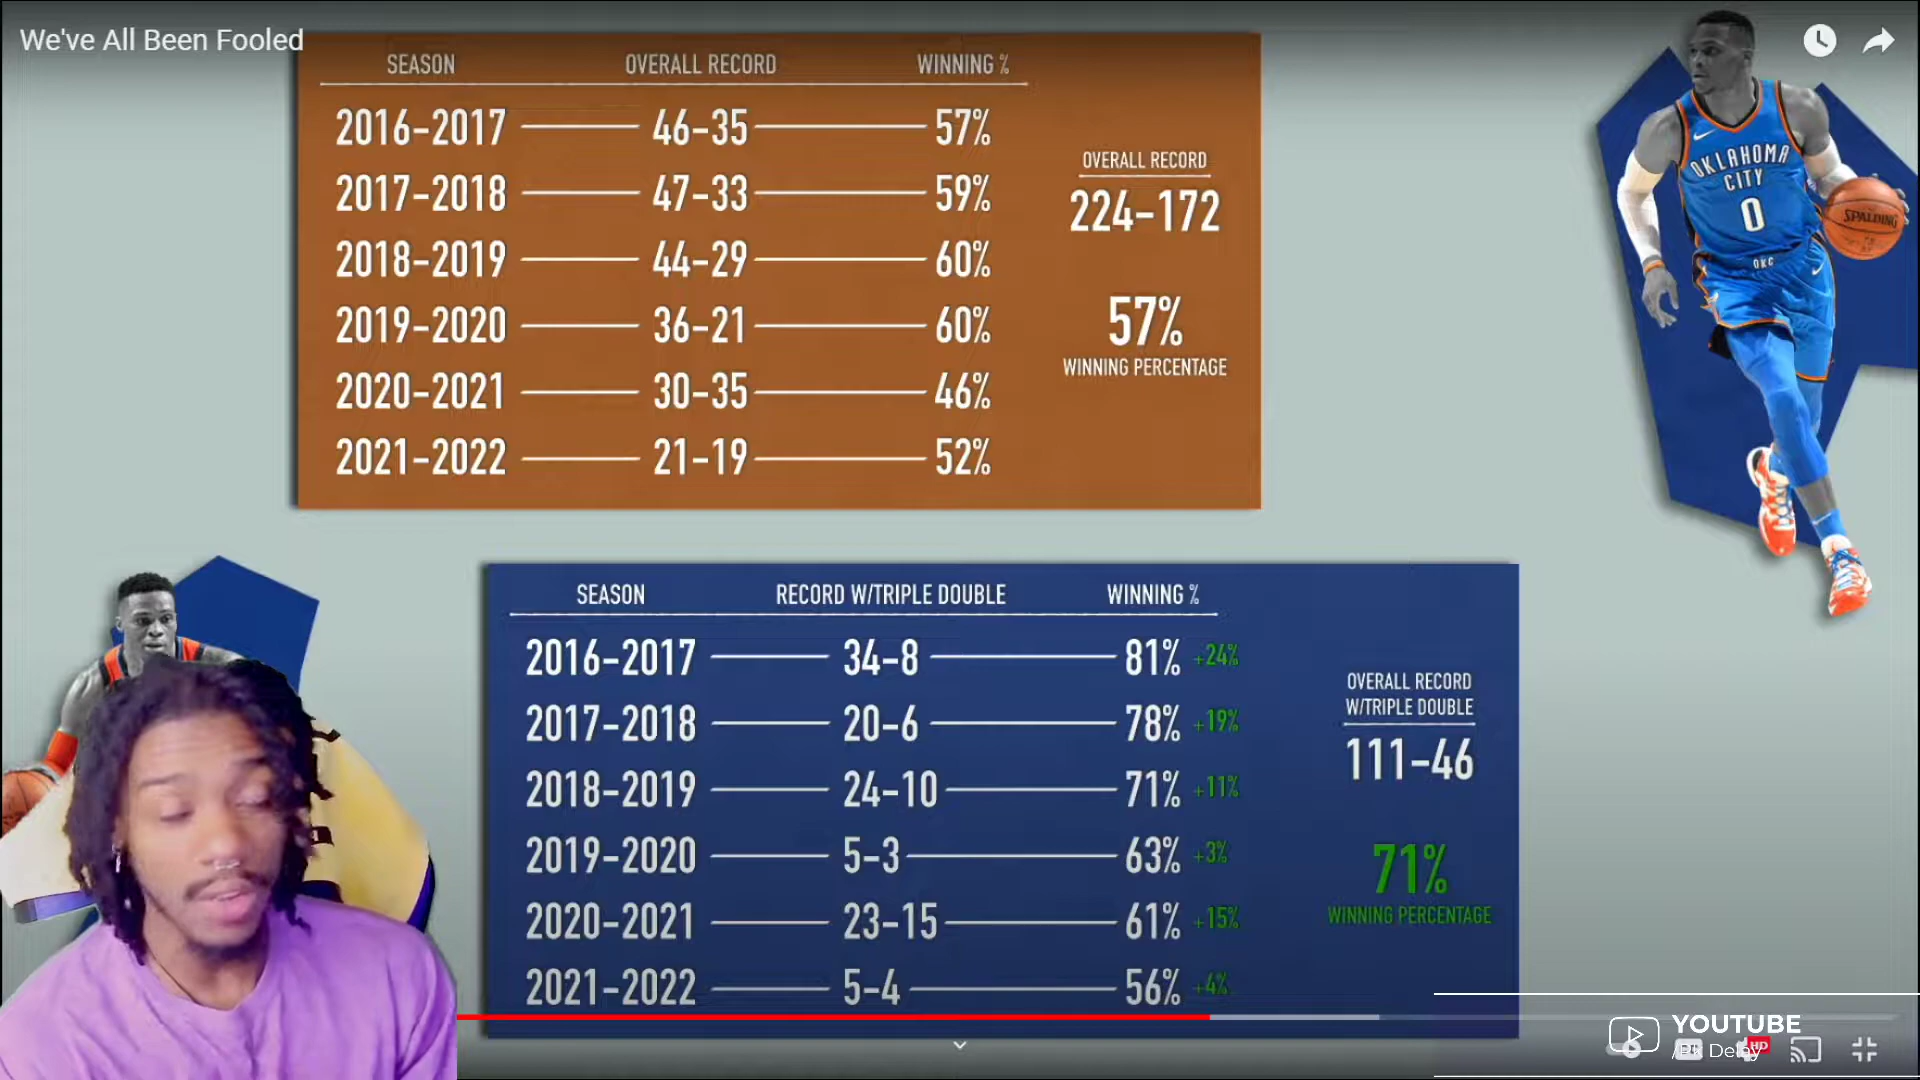 We've All Been Fooled
SEASON OVERALL RECORD WINNING %
2016-2017 46-35 57%
2017-2018 47-33 59%
2018-2019 44-29 60%
2019-2020 36-21 60%
2020-2021 30-35 46%
2021-2022 21-19 52%
OVERALL RECORD
224-172
57%
WINNING PERCENTAGE
OKLAHOMA
CITY
0
OKC
SPALDING
SEASON RECORD W/TRIPLE DOUBLE WINNING %
2016-2017 34-8 81% +24%
2017-2018 20-6 78% +19%
2018-2019 24-10 71% +11%
2019-2020 5-3 63% +3%
2020-2021 23-15 61% +15%
2021-2022 5-4 56% +4%
OVERALL RECORD
W/TRIPLE DOUBLE
111-46
71%
WINNING PERCENTAGE
YOUTUBE
HD